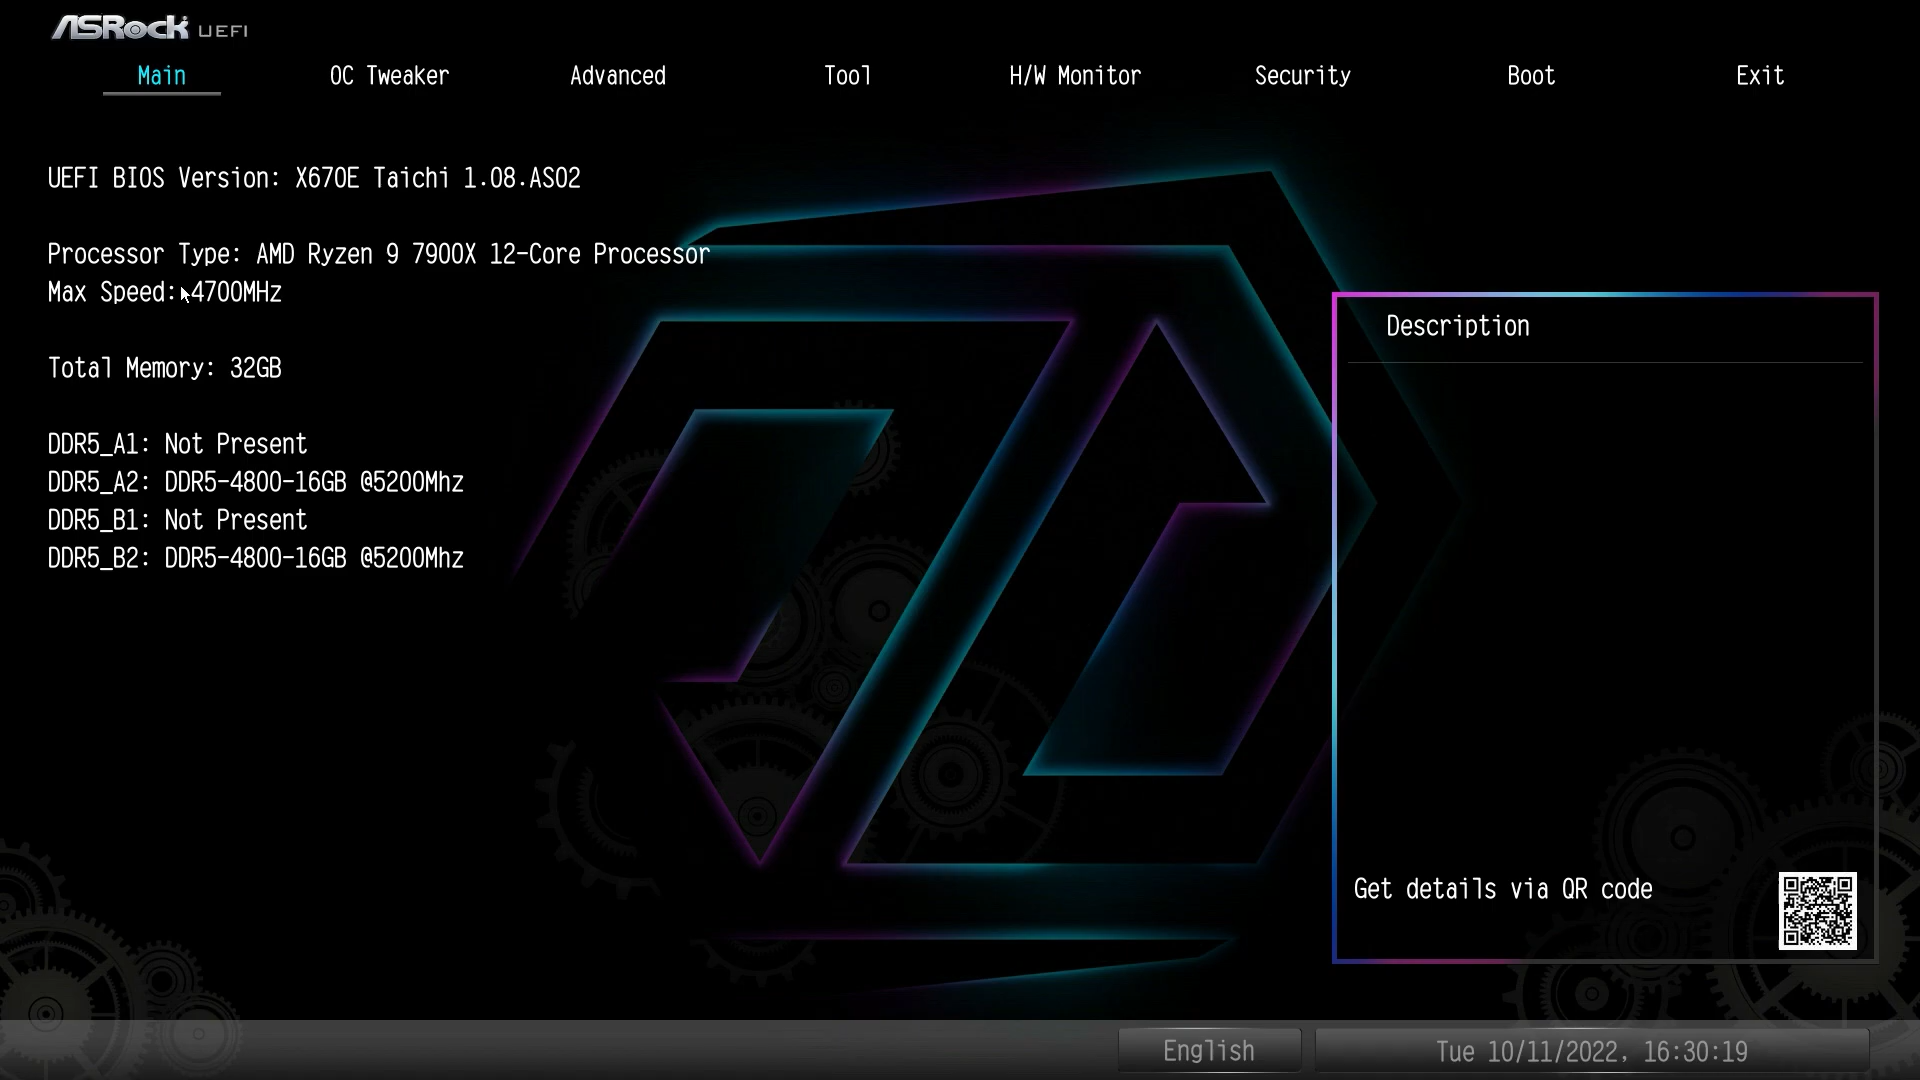 ASRock UEFI
Main OC Tweaker Advanced Tool H/W Monitor Security Boot Exit
UEFI BIOS Version: X670E Taichi 1.08.AS02
Processor Type: AMD Ryzen 9 7900X 12-Core Processor
Max Speed: 4700MHz
Total Memory: 32GB
DDR5_A1: Not Present
DDR5_A2: DDR5-4800-16GB @5200Mhz
DDR5_B1: Not Present
DDR5_B2: DDR5-4800-16GB @5200Mhz
Description
Get details via QR code
English
Tue 10/11/2022, 16:30:19